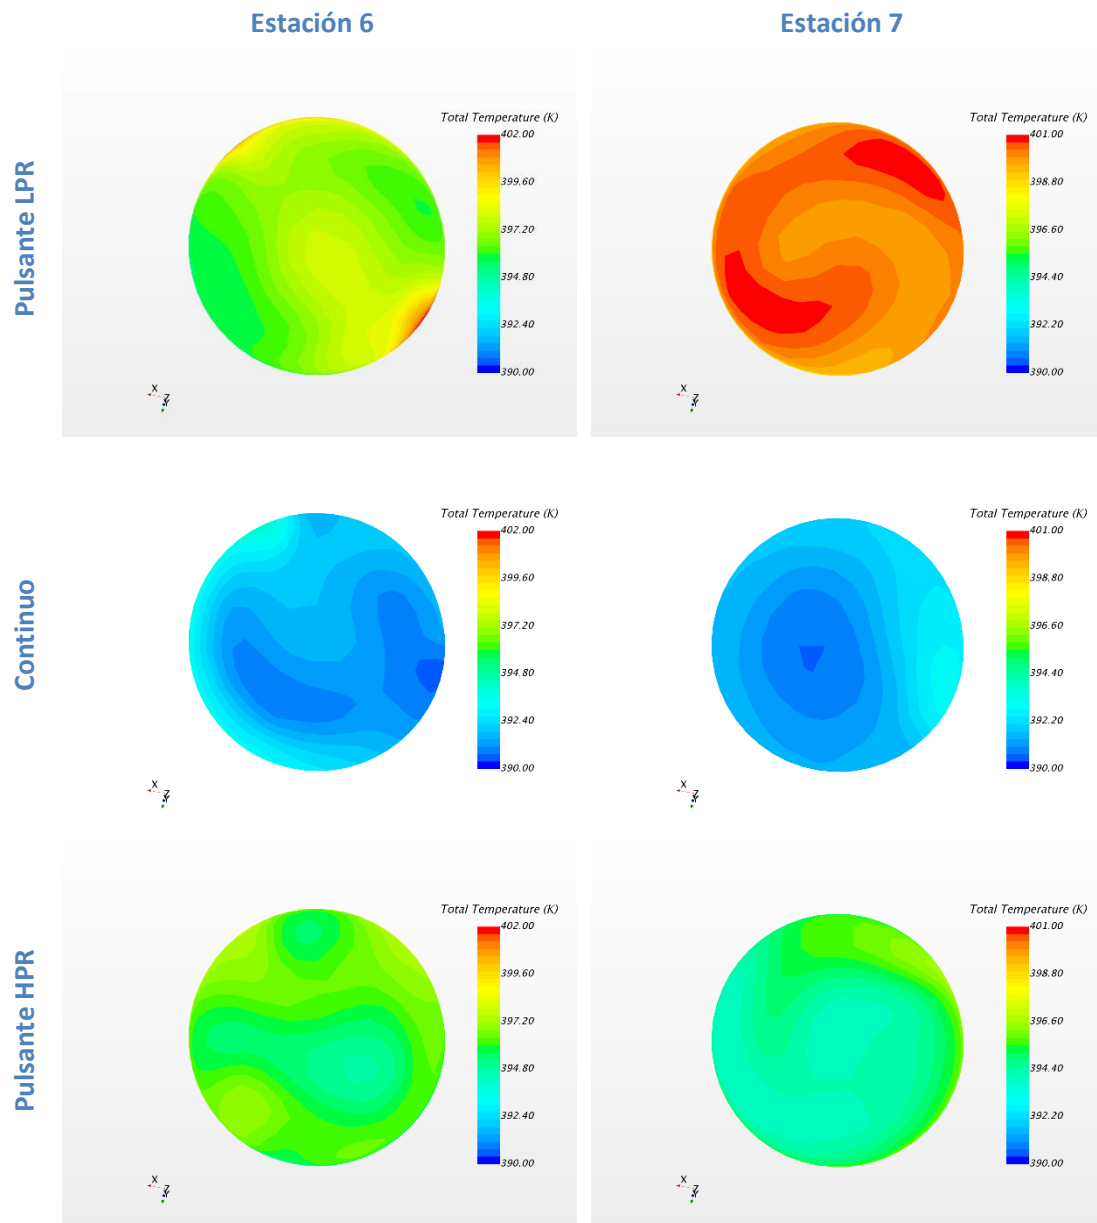 Estación 6
Estación 7
Pulsante LPR
Total Temperature (K)
402.00
399.60
397.20
394.80
392.40
390.00
X
Z
Y
Total Temperature (K)
401.00
398.80
396.60
394.40
392.20
390.00
X
Z
Y
Continuo
Total Temperature (K)
402.00
399.60
397.20
394.80
392.40
390.00
X
Z
Y
Total Temperature (K)
401.00
398.80
396.60
394.40
392.20
390.00
X
Z
Y
Pulsante HPR
Total Temperature (K)
402.00
399.60
397.20
394.80
392.40
390.00
X
Z
Y
Total Temperature (K)
401.00
398.80
396.60
394.40
392.20
390.00
X
Z
Y